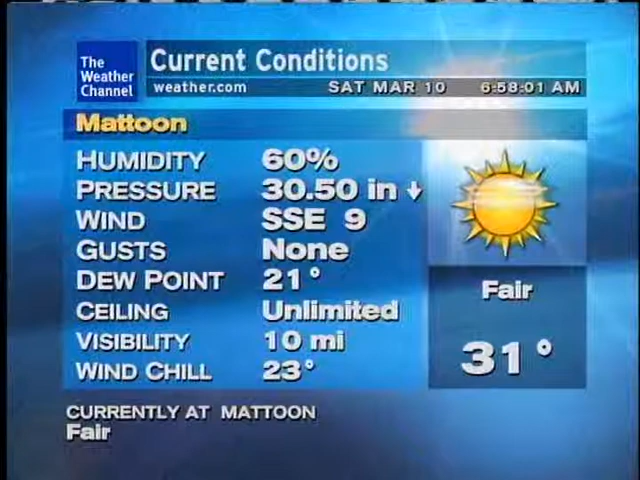 The Weather Channel
Current Conditions
weather.com SAT MAR 10 6:58:01 AM
Mattoon
HUMIDITY 60%
PRESSURE 30.50 in ↓
WIND SSE 9
GUSTS None
DEW POINT 21°
CEILING Unlimited
VISIBILITY 10 mi
WIND CHILL 23°
Fair
31°
CURRENTLY AT MATTOON
Fair